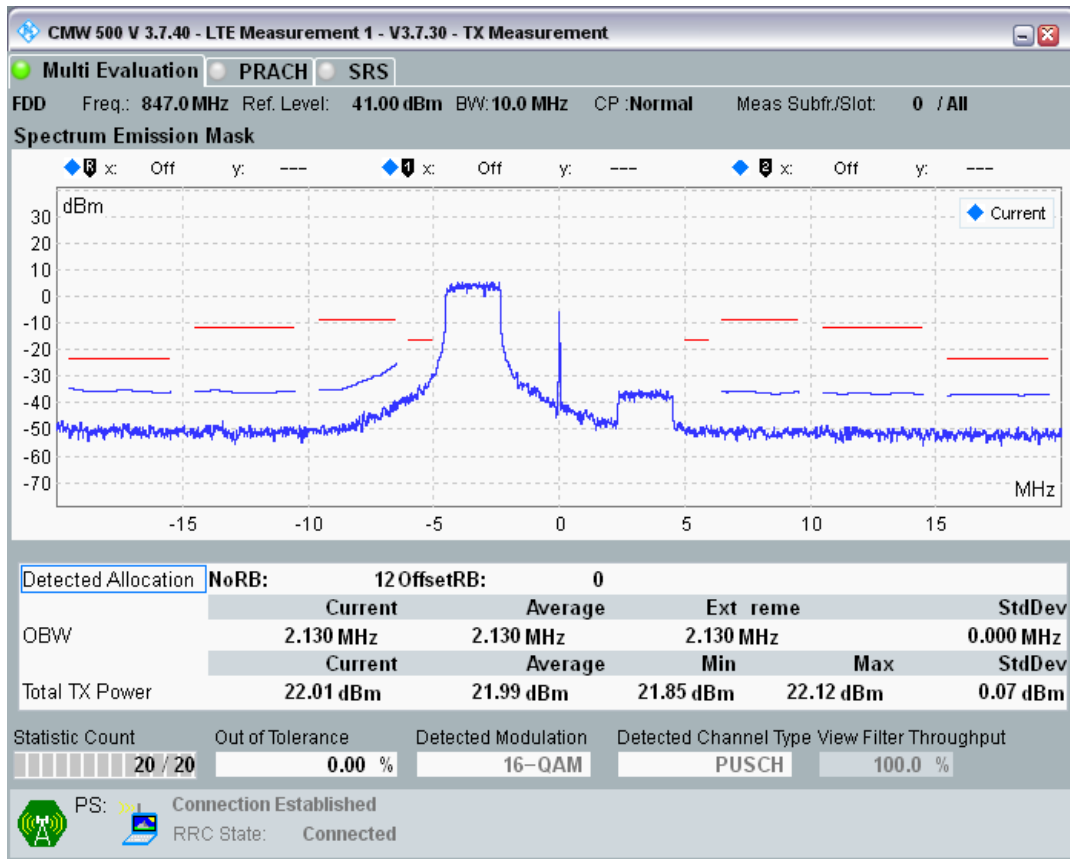 CMW 500 V 3.7.40 - LTE Measurement 1 - V3.7.30 - TX Measurement
Multi Evaluation PRACH SRS
FDD Freq.: 847.0 MHz Ref. Level: 41.00 dBm BW: 10.0 MHz CP :Normal Meas Subfr./Slot: 0 / All
Spectrum Emission Mask
R x: Off y: --- 1 x: Off y: --- 2 x: Off y: ---
dBm
Current
30
20
10
0
-10
-20
-30
-40
-50
-60
-70
MHz
-15 -10 -5 0 5 10 15
Detected Allocation NoRB: 12 OffsetRB: 0
Current Average Ext reme StdDev
OBW 2.130 MHz 2.130 MHz 2.130 MHz 0.000 MHz
Current Average Min Max StdDev
Total TX Power 22.01 dBm 21.99 dBm 21.85 dBm 22.12 dBm 0.07 dBm
Statistic Count Out of Tolerance Detected Modulation Detected Channel Type View Filter Throughput
20 / 20 0.00 % 16-QAM PUSCH 100.0 %
PS: Connection Established
RRC State: Connected